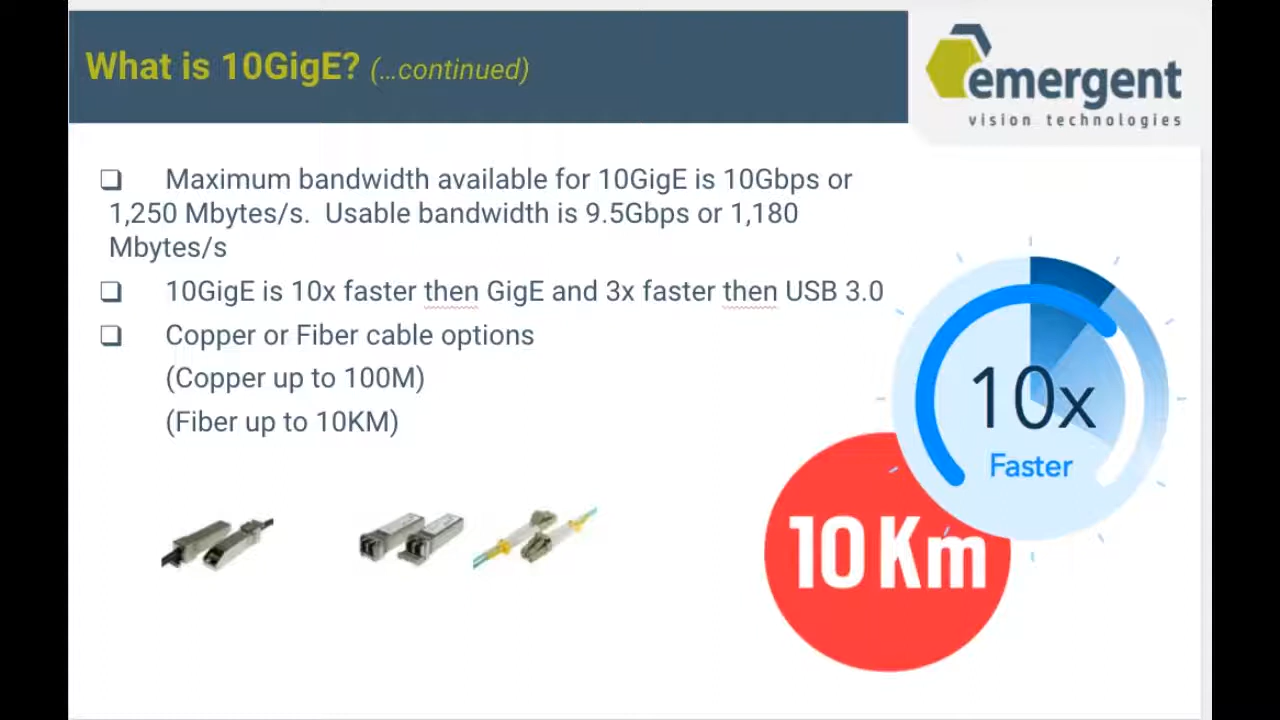 What is 10GigE? (...continued)
emergent
vision technologies
❑ Maximum bandwidth available for 10GigE is 10Gbps or
1,250 Mbytes/s. Usable bandwidth is 9.5Gbps or 1,180
Mbytes/s
❑ 10GigE is 10x faster then GigE and 3x faster then USB 3.0
❑ Copper or Fiber cable options
(Copper up to 100M)
(Fiber up to 10KM)
10x
Faster
10 Km